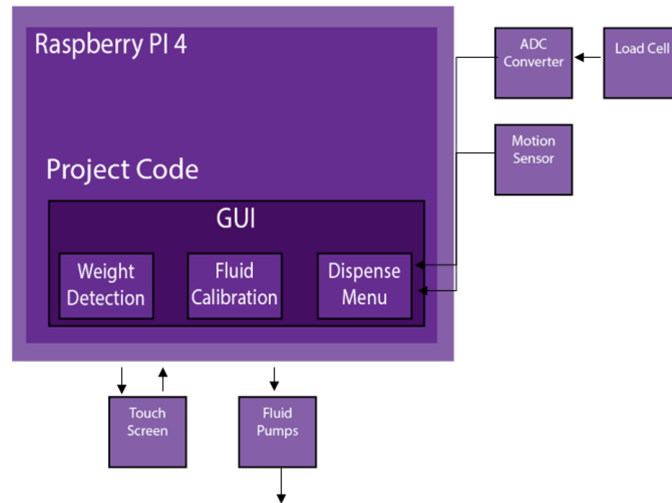 Raspberry PI 4
ADC
Converter
Load Cell
Motion
Sensor
Project Code
GUI
Weight
Detection
Fluid
Calibration
Dispense
Menu
Touch
Screen
Fluid
Pumps